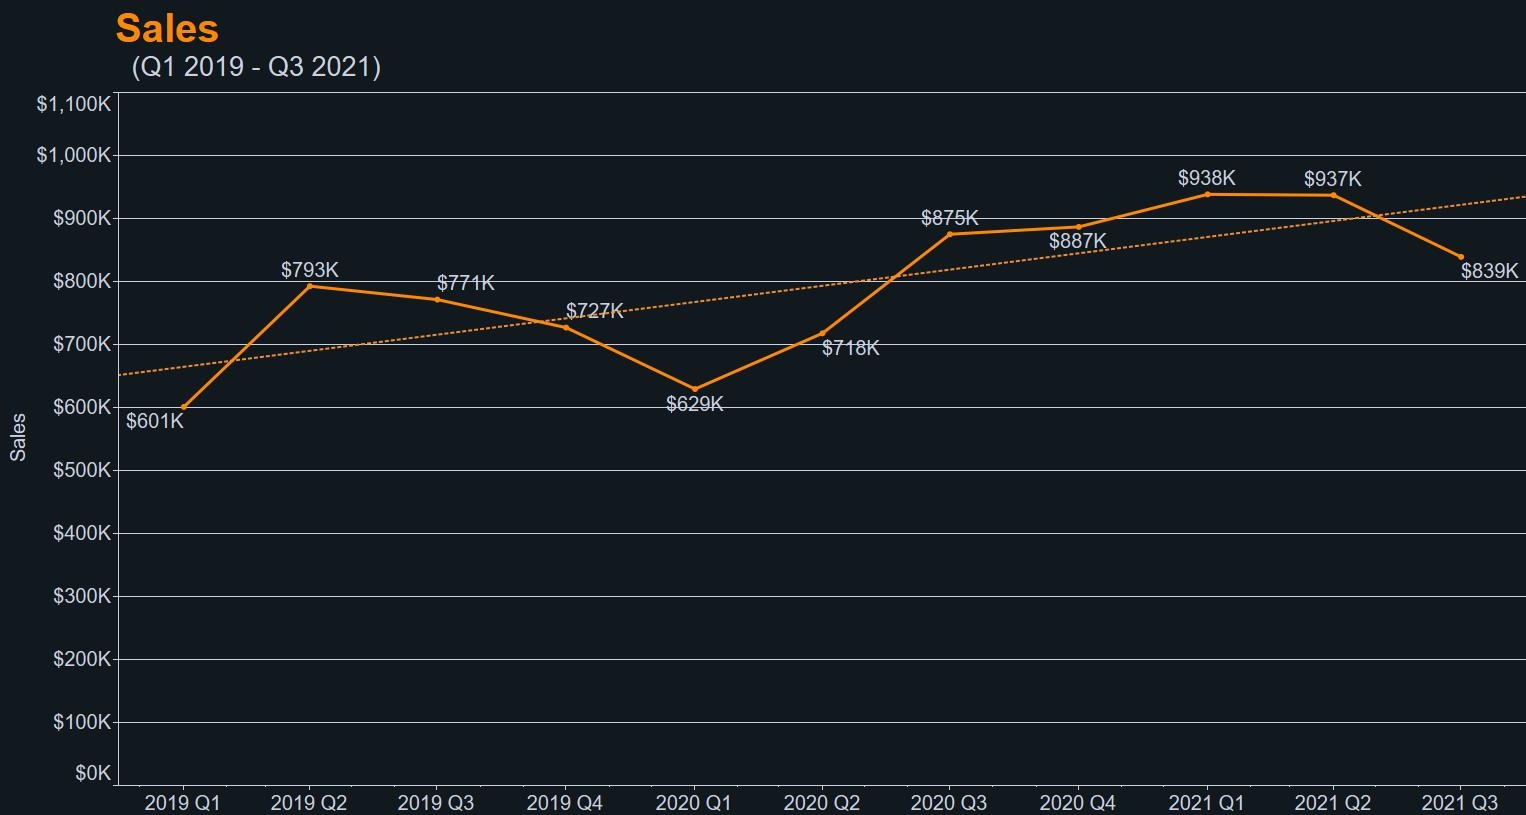 Sales
(Q1 2019 - Q3 2021)
$1,100K
$1,000K
$938K
$937K
$900K
$875K
$887K
$800K
$793K
$771K
$839K
$727K
$700K
$718K
$600K
$629K
$601K
Sales
$500K
$400K
$300K
$200K
$100K
$0K
2019 Q1 2019 Q2 2019 Q3 2019 Q4 2020 Q1 2020 Q2 2020 Q3 2020 Q4 2021 Q1 2021 Q2 2021 Q3